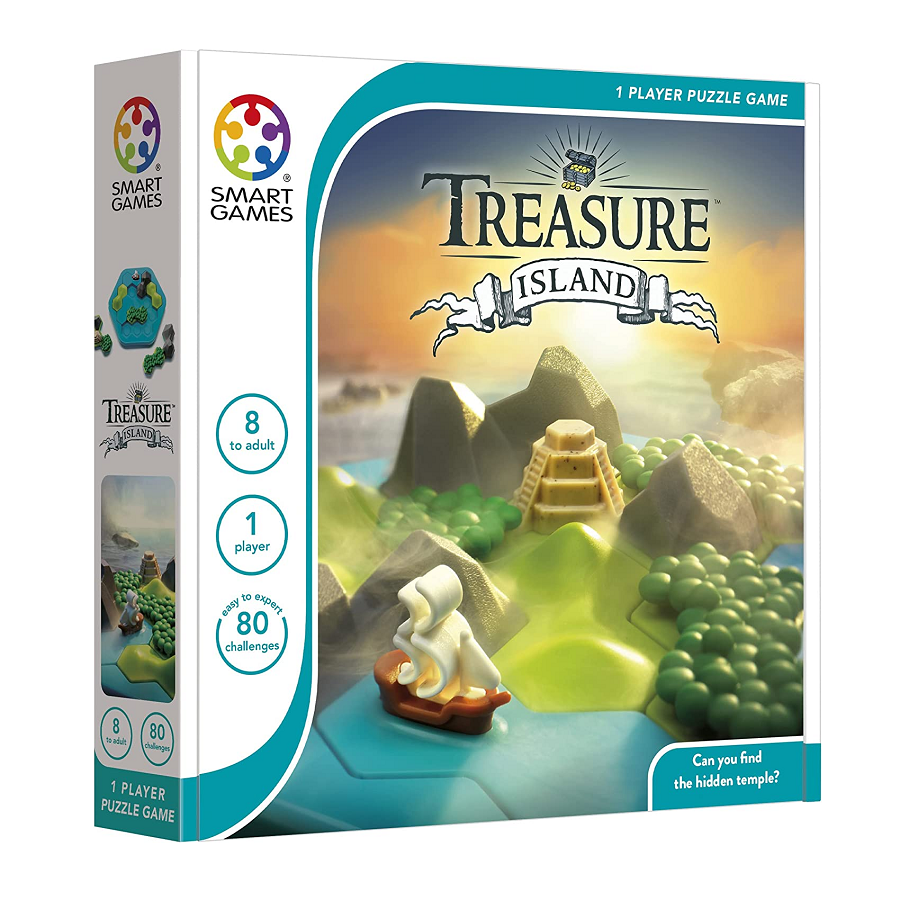 SMART
GAMES
TREASURE
ISLAND
8
to adult
80
challenges
1 PLAYER
PUZZLE GAME
®
SMART
GAMES
8
to adult
1
player
easy to expert
80
challenges
1 PLAYER PUZZLE GAME
TREASURE™
ISLAND
Can you find
the hidden temple?